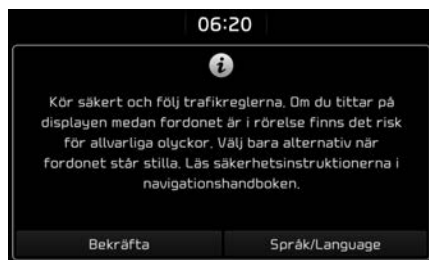 06:20
Kör säkert och följ trafikreglerna. Om du tittar på
displayen medan fordonet är i rörelse finns det risk
för allvarliga olyckor. Välj bara alternativ när
fordonet står stilla. Läs säkerhetsinstruktionerna i
navigationshandboken.
Bekräfta Språk/Language